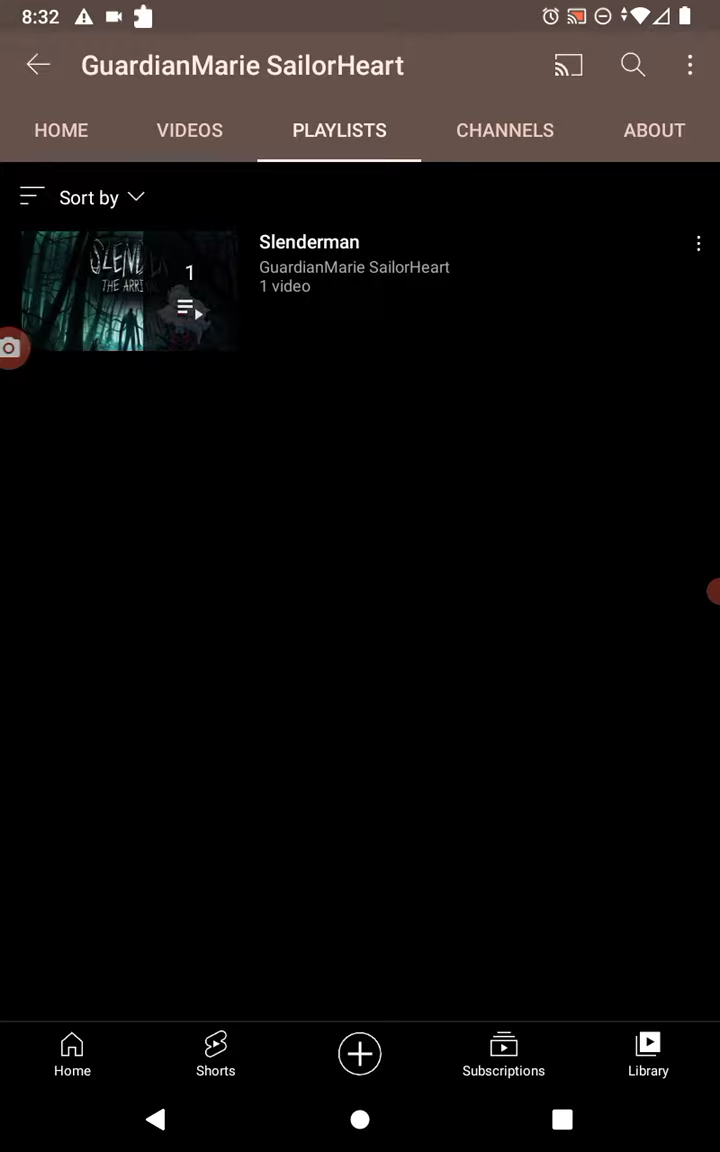 8:32
GuardianMarie SailorHeart
HOME VIDEOS PLAYLISTS CHANNELS ABOUT
Sort by
THE ARRI
1
Slenderman
GuardianMarie SailorHeart
1 video
Home Shorts Subscriptions Library